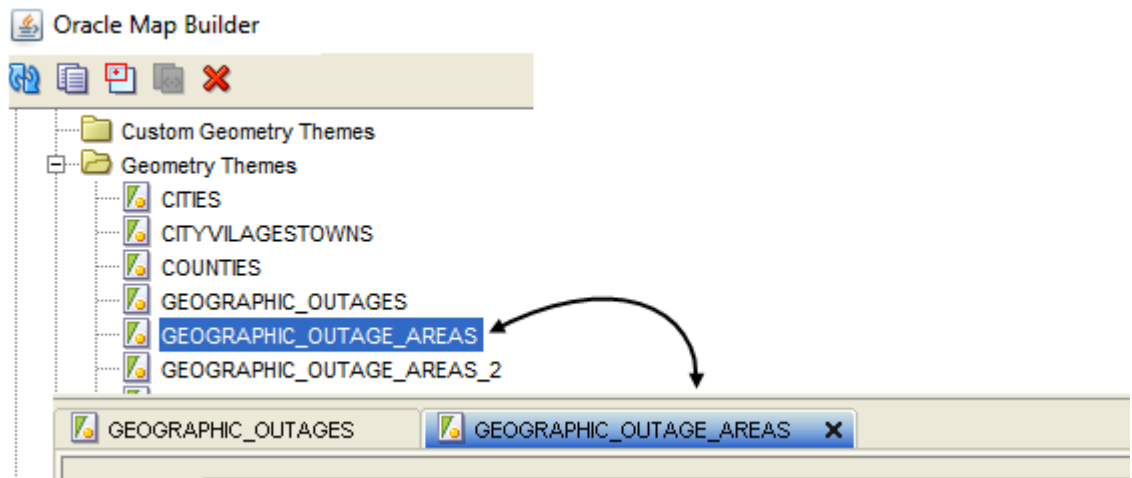 Oracle Map Builder
Custom Geometry Themes
Geometry Themes
CITIES
CITYVILAGESTOWNS
COUNTIES
GEOGRAPHIC_OUTAGES
GEOGRAPHIC_OUTAGE_AREAS
GEOGRAPHIC_OUTAGE_AREAS_2
GEOGRAPHIC_OUTAGES GEOGRAPHIC_OUTAGE_AREAS